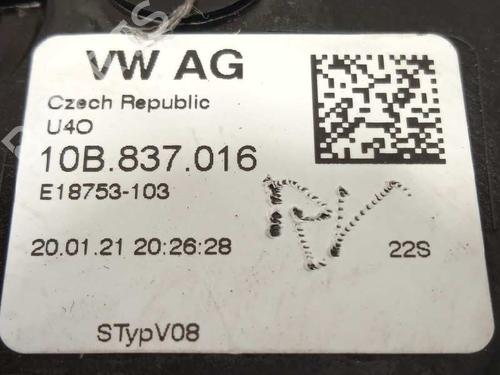 VW AG
Czech Republic
U4O
10B.837.016
E18753-103
20.01.21 20:26:28
22S
STypV08